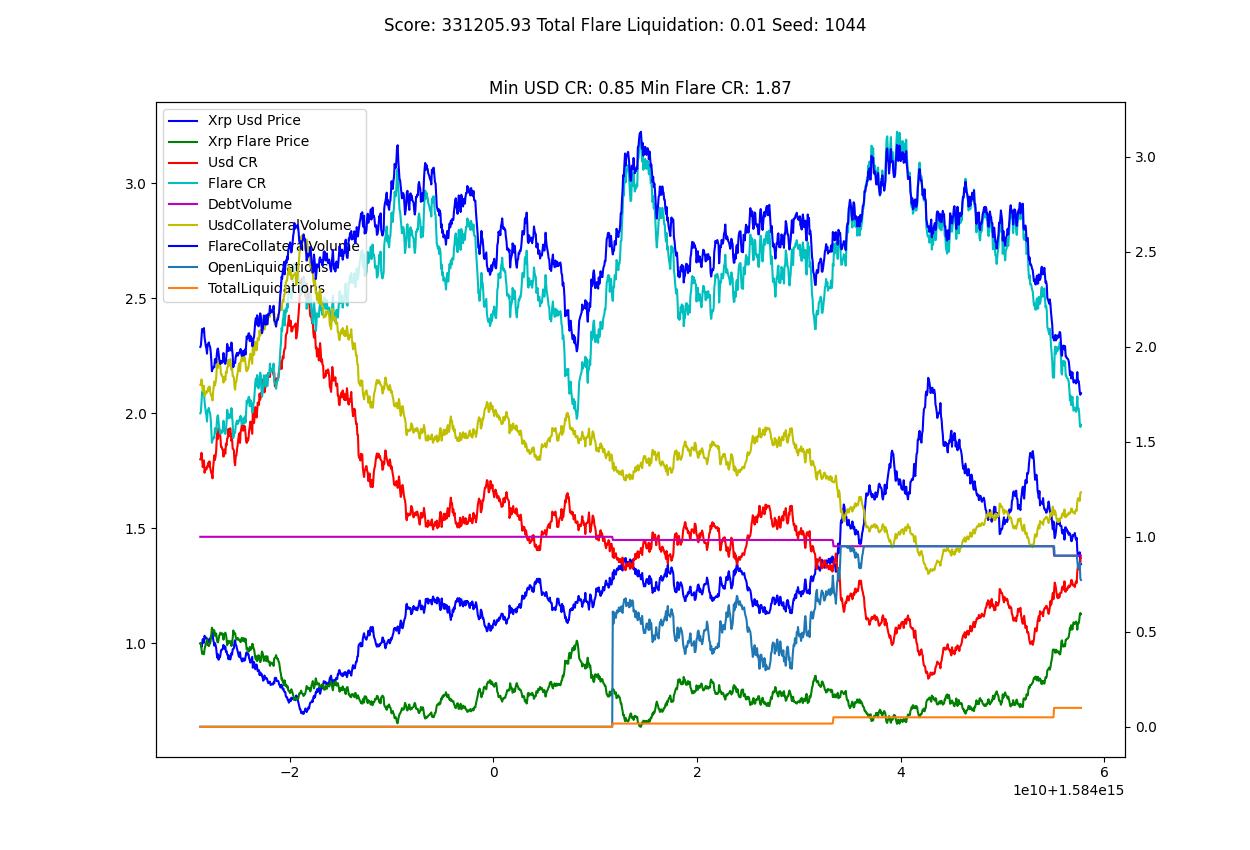 Score: 331205.93 Total Flare Liquidation: 0.01 Seed: 1044
Min USD CR: 0.85 Min Flare CR: 1.87
Xrp Usd Price
Xrp Flare Price
Usd CR
Flare CR
DebtVolume
UsdCollateralVolume
FlareCollateralVolume
OpenLiquidations
TotalLiquidations
3.0
2.5
2.0
1.5
1.0
3.0
2.5
2.0
1.5
1.0
0.5
0.0
−2
0
2
4
6
1e10+1.584e15